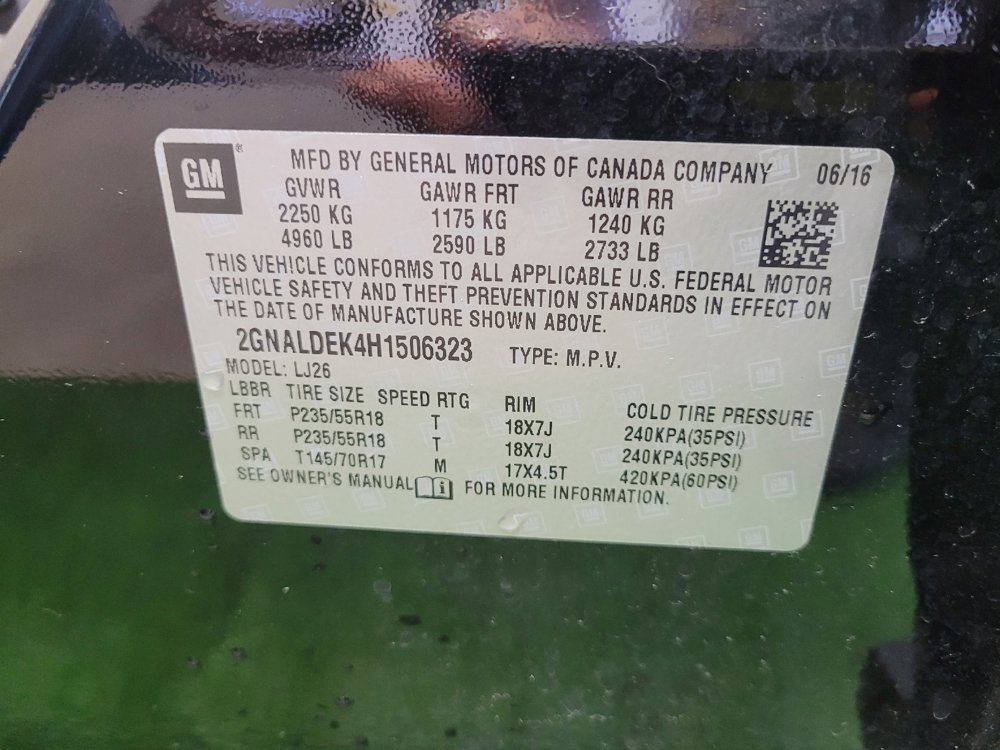 GM®
MFD BY GENERAL MOTORS OF CANADA COMPANY 06/16
GVWR GAWR FRT GAWR RR
2250 KG 1175 KG 1240 KG
4960 LB 2590 LB 2733 LB
THIS VEHICLE CONFORMS TO ALL APPLICABLE U.S. FEDERAL MOTOR
VEHICLE SAFETY AND THEFT PREVENTION STANDARDS IN EFFECT ON
THE DATE OF MANUFACTURE SHOWN ABOVE.
2GNALDEK4H1506323 TYPE: M.P.V.
MODEL: LJ26
LBBR TIRE SIZE SPEED RTG RIM COLD TIRE PRESSURE
FRT P235/55R18 T 18X7J 240KPA(35PSI)
RR P235/55R18 T 18X7J 240KPA(35PSI)
SPA T145/70R17 M 17X4.5T 420KPA(60PSI)
SEE OWNER'S MANUAL i FOR MORE INFORMATION.